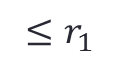 ≤ r₁